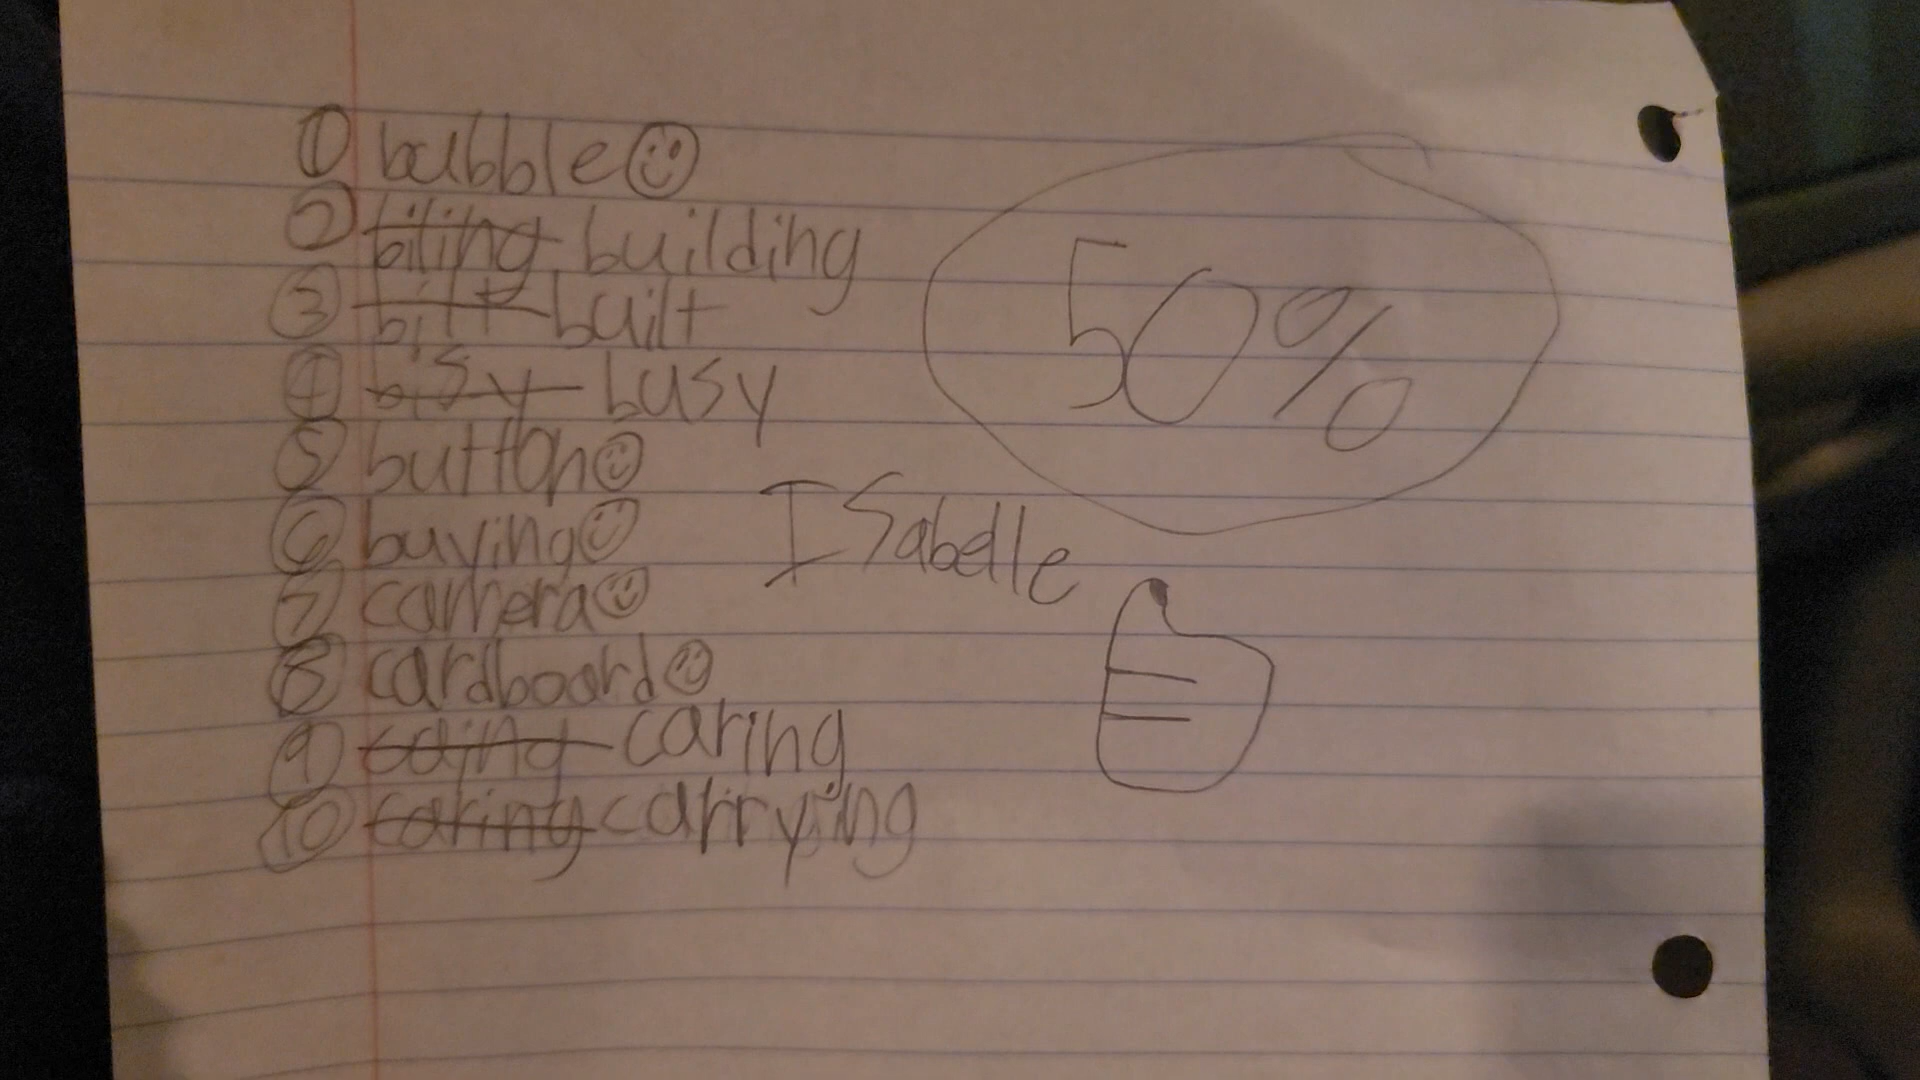 1 bubble
2 biling building
3 bilt built
4 bisy busy
5 button
6 buying
7 camera
8 cardboard
9 caring
10 caring carrying
50%
ISabelle